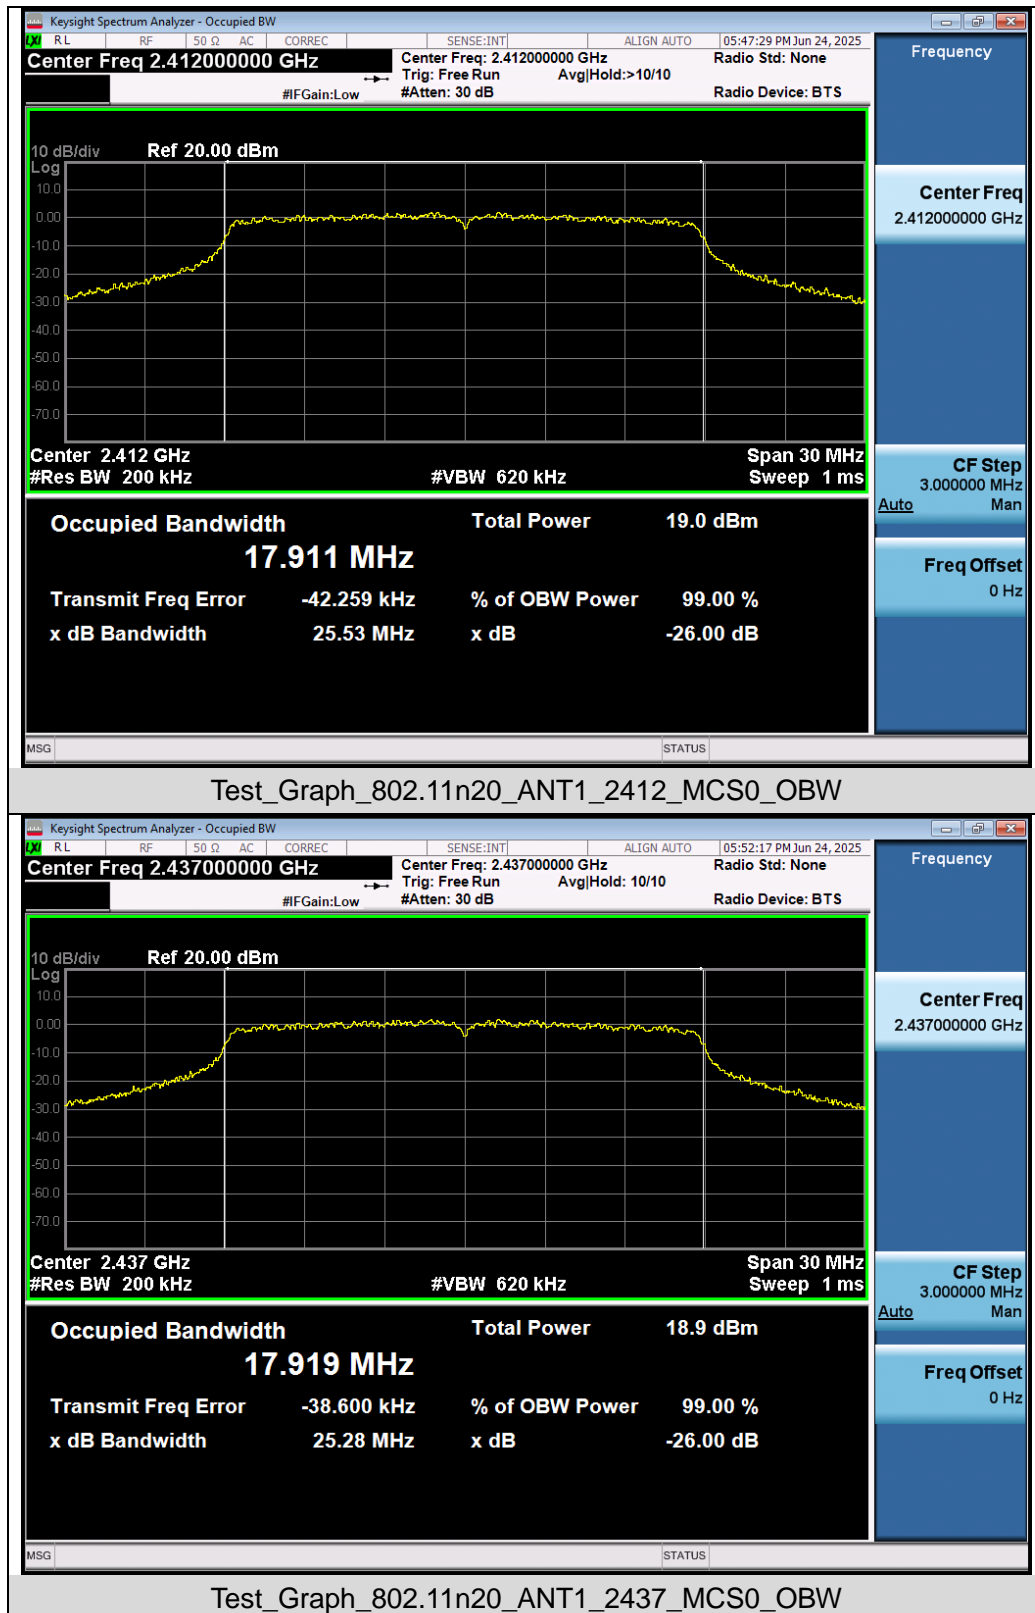 Keysight Spectrum Analyzer - Occupied BW
LXI RL RF 50 Ω AC CORREC SENSE:INT ALIGN AUTO 05:47:29 PM Jun 24, 2025
Center Freq 2.412000000 GHz
Center Freq: 2.412000000 GHz
Radio Std: None
Trig: Free Run Avg|Hold:>10/10
#IFGain:Low
#Atten: 30 dB
Radio Device: BTS
Frequency
10 dB/div Ref 20.00 dBm
Log
10.0
0.00
-10.0
-20.0
-30.0
-40.0
-50.0
-60.0
-70.0
Center Freq
2.412000000 GHz
Center 2.412 GHz Span 30 MHz
#Res BW 200 kHz #VBW 620 kHz Sweep 1 ms
CF Step
3.000000 MHz
Auto Man
Occupied Bandwidth Total Power 19.0 dBm
17.911 MHz
Transmit Freq Error -42.259 kHz % of OBW Power 99.00 %
x dB Bandwidth 25.53 MHz x dB -26.00 dB
Freq Offset
0 Hz
MSG STATUS
Test_Graph_802.11n20_ANT1_2412_MCS0_OBW
Keysight Spectrum Analyzer - Occupied BW
LXI RL RF 50 Ω AC CORREC SENSE:INT ALIGN AUTO 05:52:17 PM Jun 24, 2025
Center Freq 2.437000000 GHz
Center Freq: 2.437000000 GHz
Radio Std: None
Trig: Free Run Avg|Hold: 10/10
#IFGain:Low
#Atten: 30 dB
Radio Device: BTS
Frequency
10 dB/div Ref 20.00 dBm
Log
10.0
0.00
-10.0
-20.0
-30.0
-40.0
-50.0
-60.0
-70.0
Center Freq
2.437000000 GHz
Center 2.437 GHz Span 30 MHz
#Res BW 200 kHz #VBW 620 kHz Sweep 1 ms
CF Step
3.000000 MHz
Auto Man
Occupied Bandwidth Total Power 18.9 dBm
17.919 MHz
Transmit Freq Error -38.600 kHz % of OBW Power 99.00 %
x dB Bandwidth 25.28 MHz x dB -26.00 dB
Freq Offset
0 Hz
MSG STATUS
Test_Graph_802.11n20_ANT1_2437_MCS0_OBW